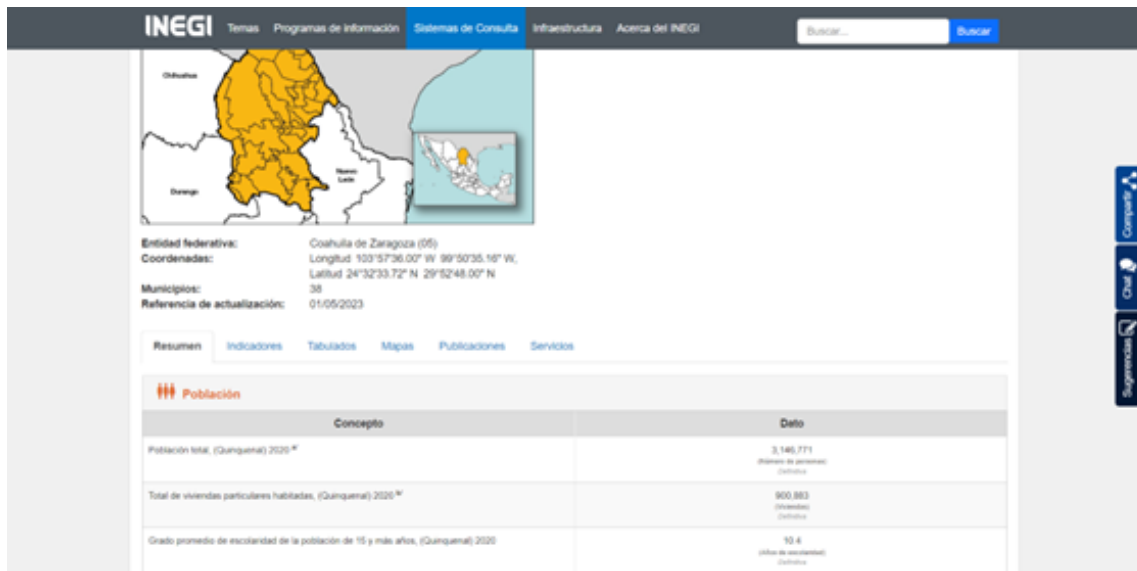 INEGI Temas Programas de información Sistemas de Consulta Infraestructura Acerca del INEGI Buscar... Buscar
Chihuahua
Nuevo
León
Durango
Entidad federativa: Coahuila de Zaragoza (05)
Coordenadas: Longitud 103°57'36.00" W 99°50'35.16" W,
Latitud 24°32'33.72" N 29°52'48.00" N
Municipios: 38
Referencia de actualización: 01/05/2023
Resumen Indicadores Tabulados Mapas Publicaciones Servicios
Población
Concepto Dato
Población total, (Quinquenal) 2020 a/ 3,146,771
(Número de personas)
Definitiva
Total de viviendas particulares habitadas, (Quinquenal) 2020 900,883
(Viviendas)
Definitiva
Grado promedio de escolaridad de la población de 15 y más años, (Quinquenal) 2020 10.4
(Años de escolaridad)
Definitiva
Compartir
Chat
Sugerencias